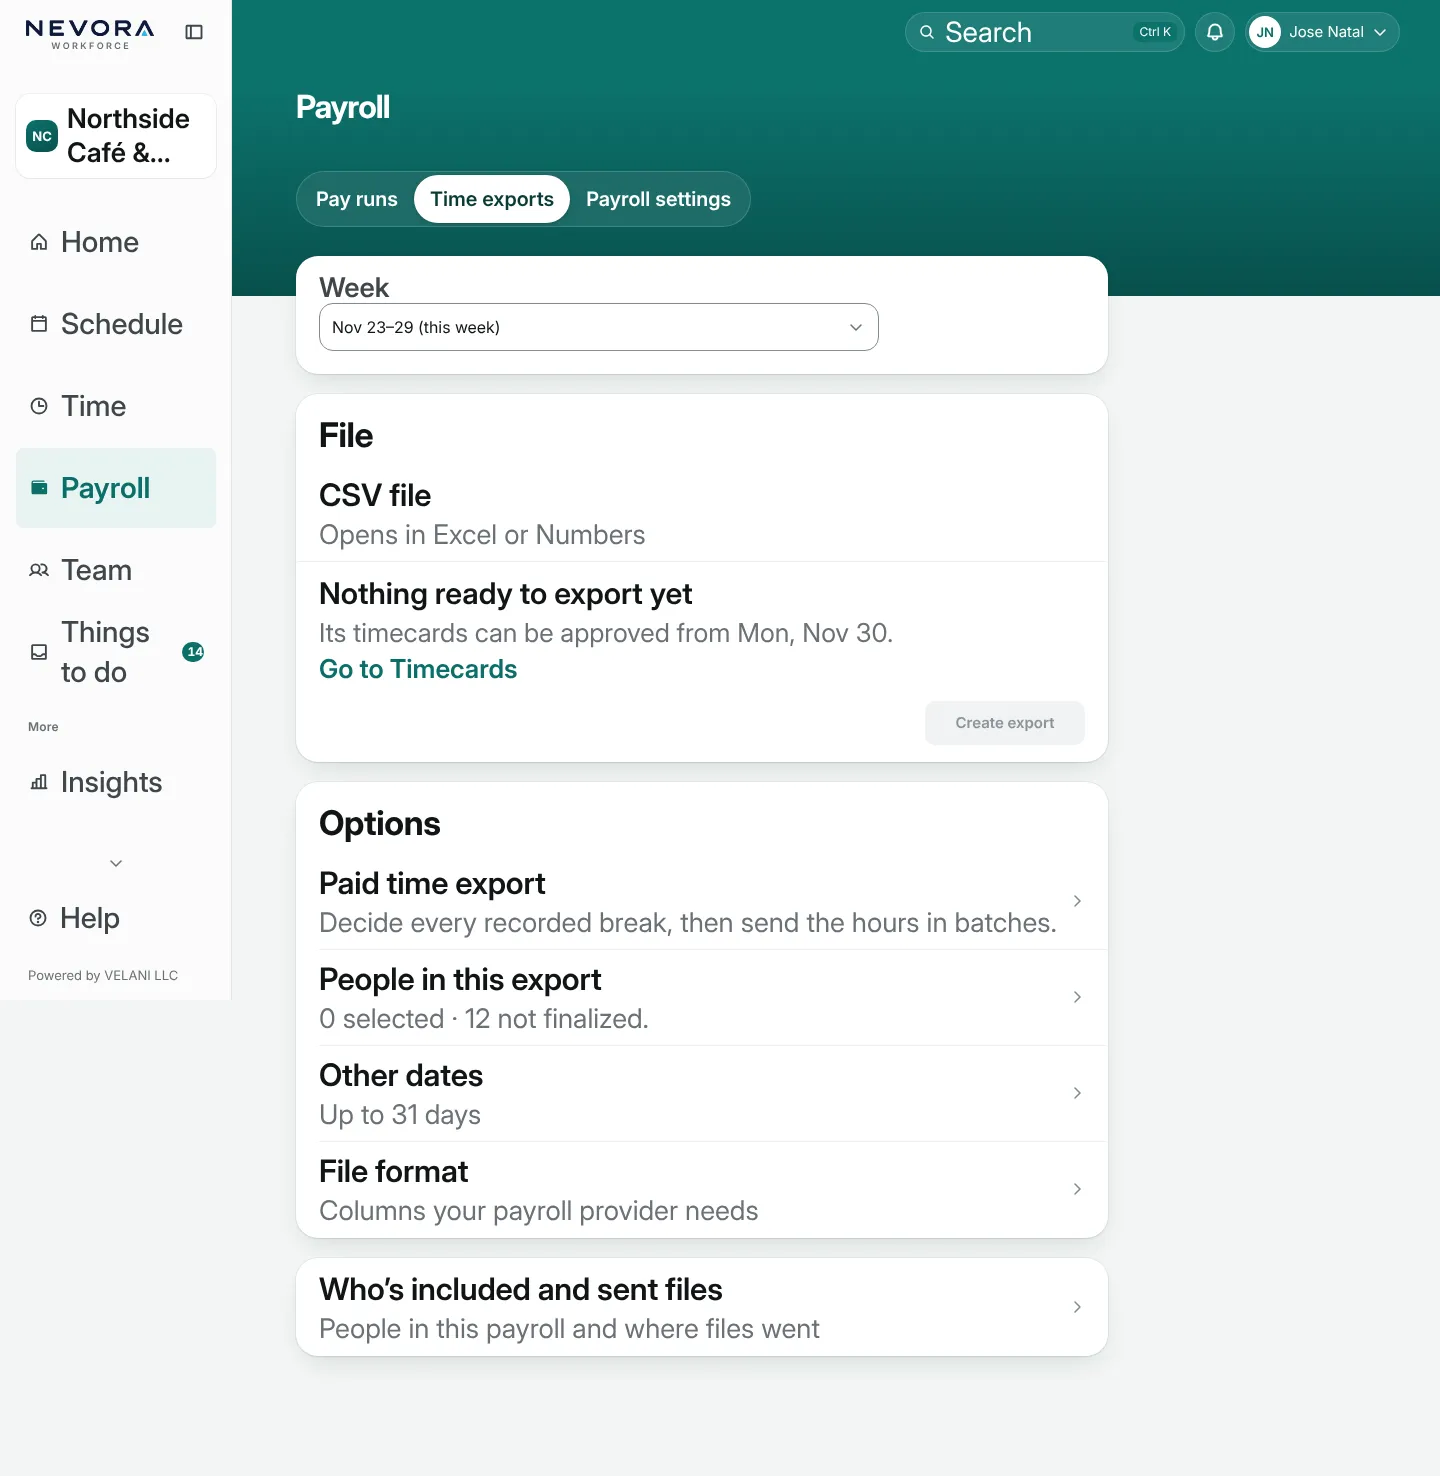 NEVORA
WORKFORCE
Search
Ctrl K
JN
Jose Natal
NC
Northside
Café &...
Home
Schedule
Time
Payroll
Team
Things
to do
14
More
Insights
Help
Powered by VELANI LLC
Payroll
Pay runs
Time exports
Payroll settings
Week
Nov 23–29 (this week)
File
CSV file
Opens in Excel or Numbers
Nothing ready to export yet
Its timecards can be approved from Mon, Nov 30.
Go to Timecards
Create export
Options
Paid time export
Decide every recorded break, then send the hours in batches.
People in this export
0 selected · 12 not finalized.
Other dates
Up to 31 days
File format
Columns your payroll provider needs
Who’s included and sent files
People in this payroll and where files went